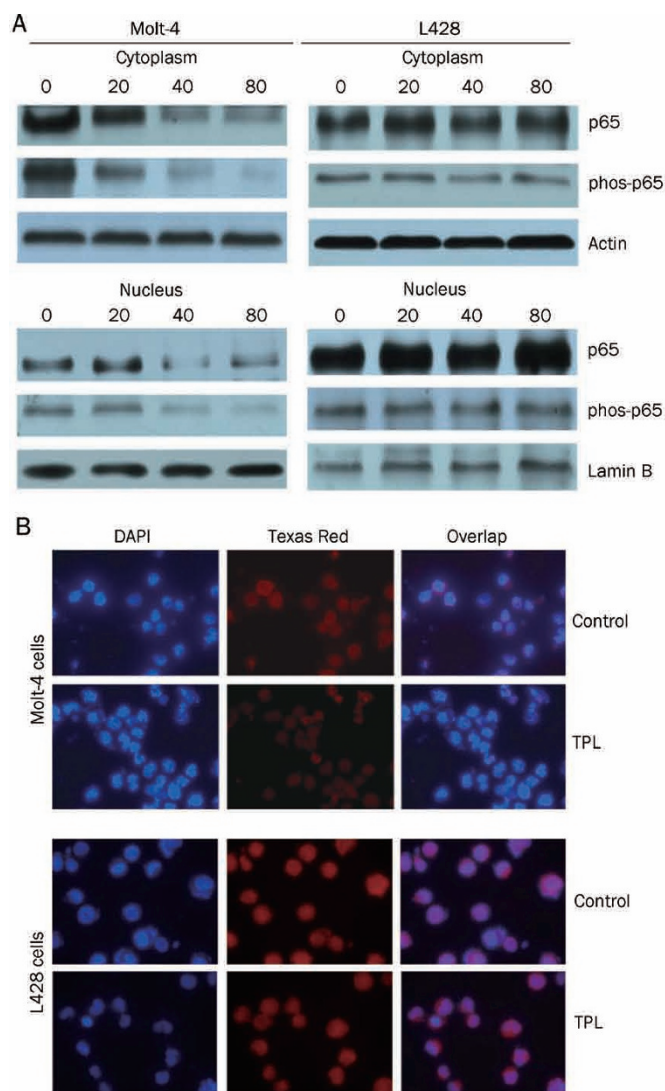 A
Molt-4 L428
Cytoplasm Cytoplasm
0 20 40 80 0 20 40 80
p65
phos-p65
Actin
Nucleus Nucleus
0 20 40 80 0 20 40 80
p65
phos-p65
Lamin B
B
DAPI Texas Red Overlap
Molt-4 cells
Control
TPL
L428 cells
Control
TPL